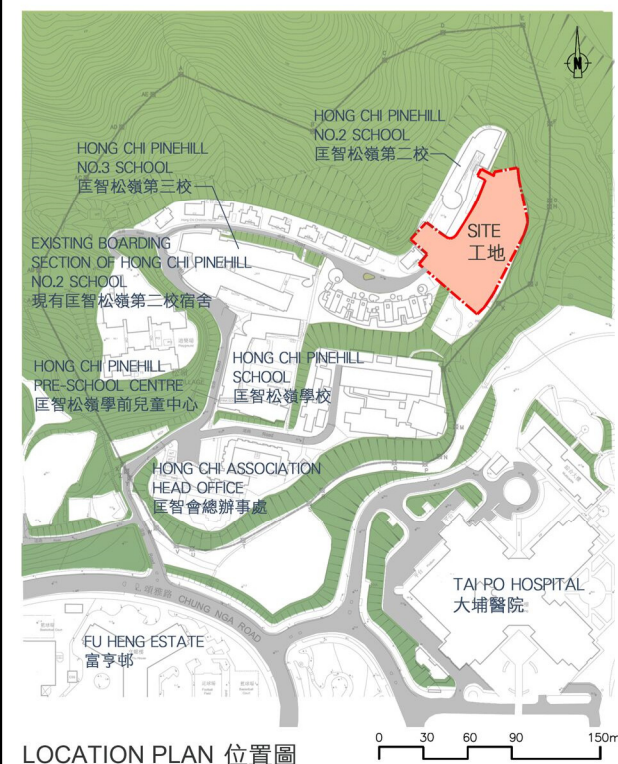 N
HONG CHI PINEHILL
NO.2 SCHOOL
匡智松嶺第二校
HONG CHI PINEHILL
NO.3 SCHOOL
匡智松嶺第三校
SITE
工地
EXISTING BOARDING
SECTION OF HONG CHI PINEHILL
NO.2 SCHOOL
現有匡智松嶺第二校宿舍
HONG CHI PINEHILL
PRE-SCHOOL CENTRE
匡智松嶺學前兒童中心
HONG CHI PINEHILL
SCHOOL
匡智松嶺學校
HONG CHI ASSOCIATION
HEAD OFFICE
匡智會總辦事處
TAI PO HOSPITAL
大埔醫院
頌雅路 CHUNG NGA ROAD
FU HENG ESTATE
富亨邨
LOCATION PLAN 位置圖
0 30 60 90 150m